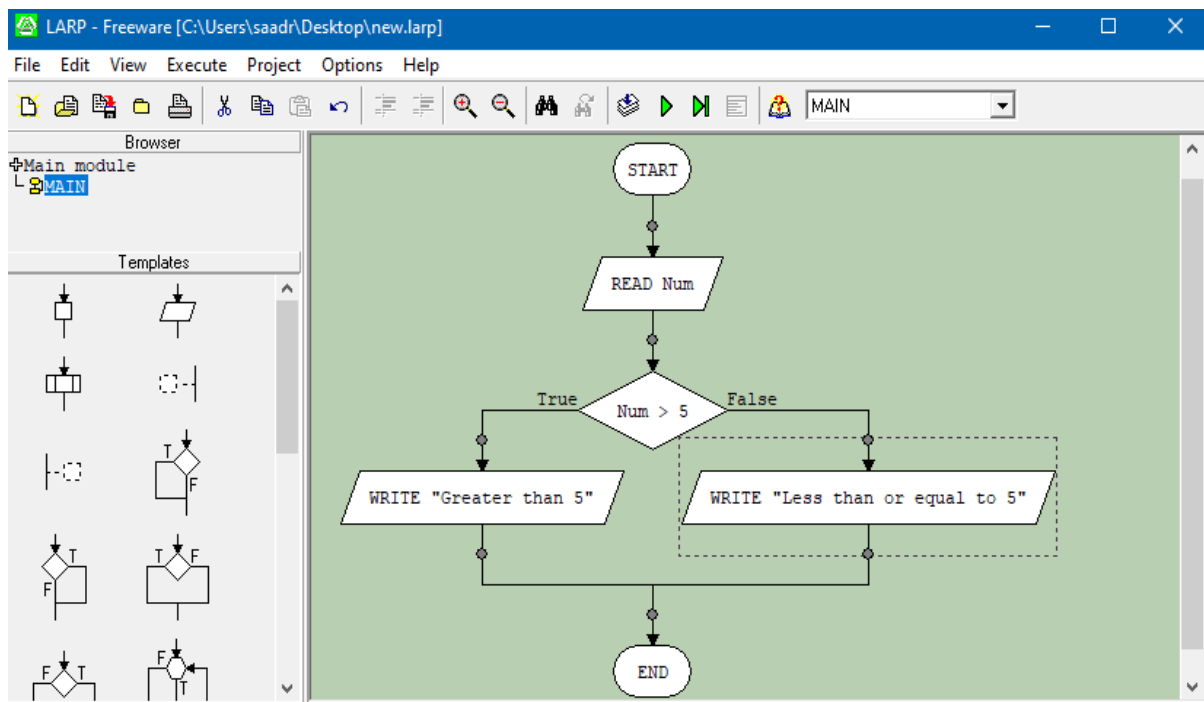 LARP - Freeware [C:\Users\saadr\Desktop\new.larp]
File Edit View Execute Project Options Help
MAIN
Browser
Main module
MAIN
Templates
T
F
T
F
T
F
F
T
F
T
START
READ Num
True
Num > 5
False
WRITE "Greater than 5"
WRITE "Less than or equal to 5"
END